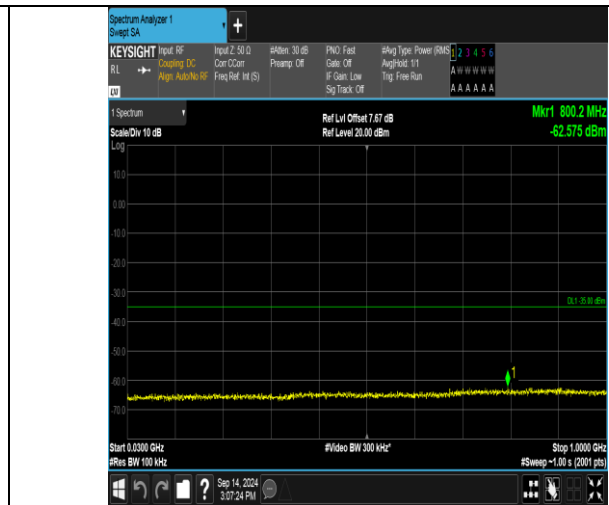 Spectrum Analyzer 1
Swept SA
+
KEYSIGHT Input: RF Input Z: 50 Ω #Atten: 30 dB PNO: Fast #Avg Type: Power (RMS 1 2 3 4 5 6
RL Coupling: DC Corr CCorr Preamp: Off Gate: Off Avg|Hold: 1/1 A W W W W W
Align: Auto/No RF Freq Ref: Int (S) IF Gain: Low Trig: Free Run A A A A A A
LXI Sig Track: Off
1 Spectrum Ref Lvl Offset 7.67 dB Mkr1 800.2 MHz
Scale/Div 10 dB Ref Level 20.00 dBm -62.575 dBm
Log
10.0
0.00
-10.0
-20.0
-30.0
DL1 -35.00 dBm
-40.0
-50.0
-60.0
1
-70.0
Start 0.0300 GHz #Video BW 300 kHz* Stop 1.0000 GHz
#Res BW 100 kHz #Sweep ~1.00 s (2001 pts)
? Sep 14, 2024
3:07:24 PM